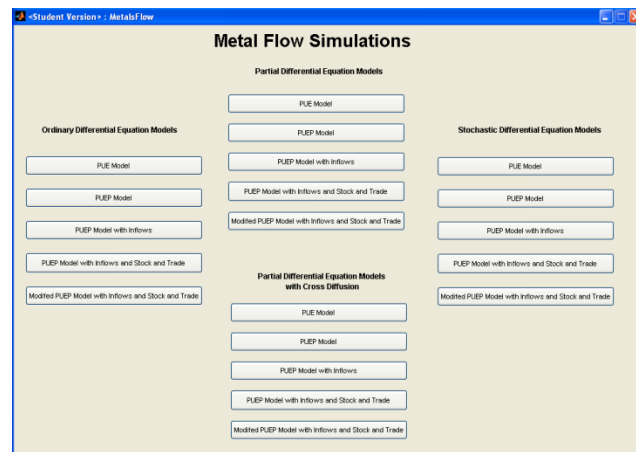 <Student Version> : MetalsFlow
Metal Flow Simulations
Partial Differential Equation Models
PUE Model
PUEP Model
PUEP Model with Inflows
PUEP Model with Inflows and Stock and Trade
Modifed PUEP Model with Inflows and Stock and Trade
Ordinary Differential Equation Models
PUE Model
PUEP Model
PUEP Model with Inflows
PUEP Model with Inflows and Stock and Trade
Modifed PUEP Model with Inflows and Stock and Trade
Stochastic Differential Equation Models
PUE Model
PUEP Model
PUEP Model with Inflows
PUEP Model with Inflows and Stock and Trade
Modifed PUEP Model with Inflows and Stock and Trade
Partial Differential Equation Models
with Cross Diffusion
PUE Model
PUEP Model
PUEP Model with Inflows
PUEP Model with Inflows and Stock and Trade
Modifed PUEP Model with Inflows and Stock and Trade